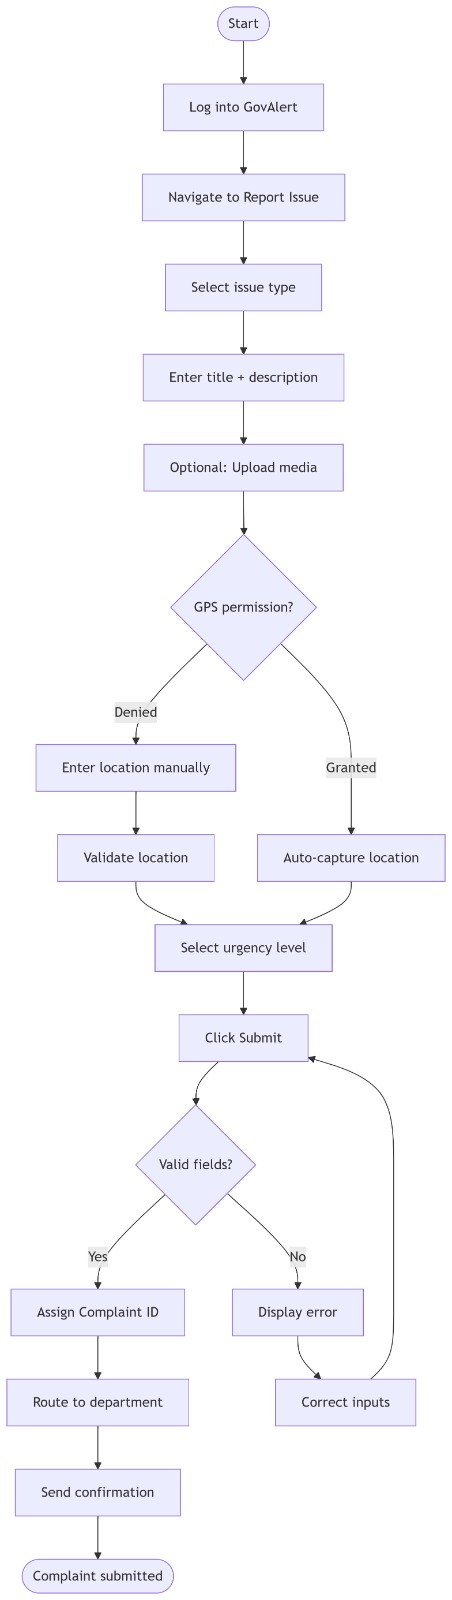 Start
Log into GovAlert
Navigate to Report Issue
Select issue type
Enter title + description
Optional: Upload media
GPS permission?
Denied
Enter location manually
Granted
Validate location
Auto-capture location
Select urgency level
Click Submit
Valid fields?
Yes
No
Assign Complaint ID
Display error
Route to department
Correct inputs
Send confirmation
Complaint submitted